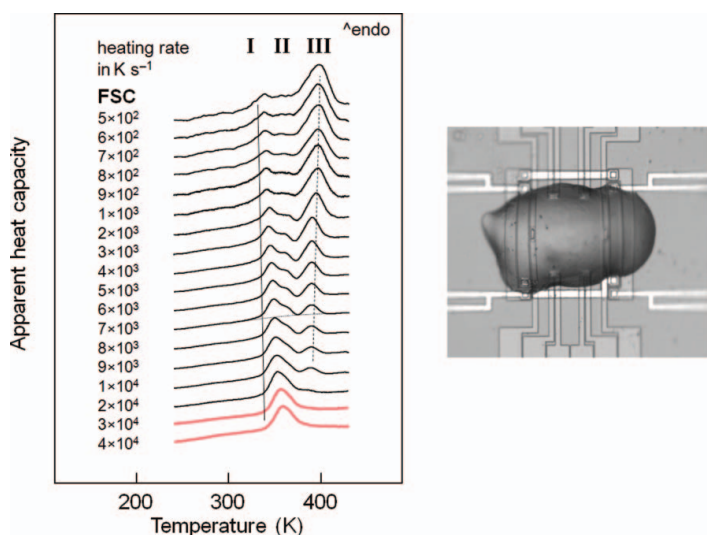 ^endo
heating rate I II III
in K s⁻¹
FSC
5×10²
6×10²
7×10²
8×10²
9×10²
1×10³
2×10³
3×10³
4×10³
5×10³
6×10³
7×10³
8×10³
9×10³
1×10⁴
2×10⁴
3×10⁴
4×10⁴
Apparent heat capacity
200 300 400
Temperature (K)